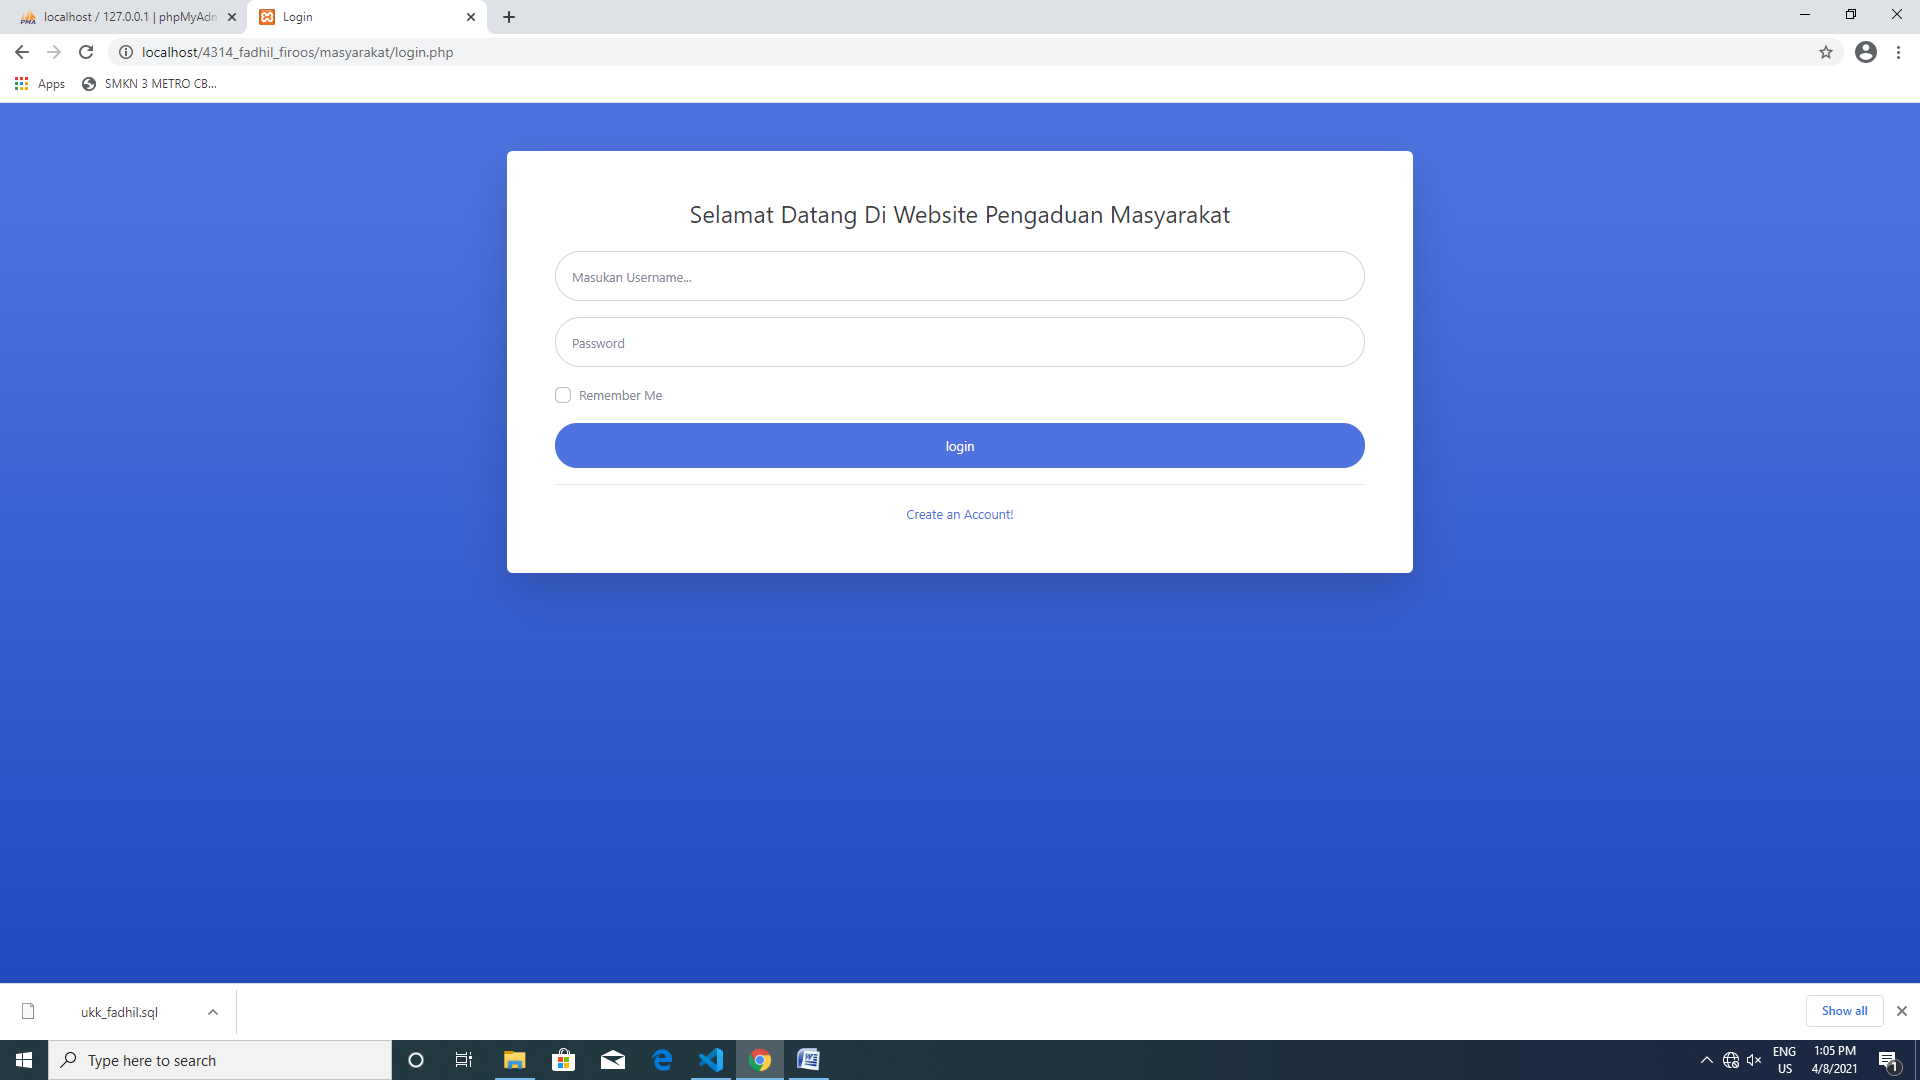 localhost / 127.0.0.1 | phpMyAdm
Login
localhost/4314_fadhil_firoos/masyarakat/login.php
Apps
SMKN 3 METRO CB...
Selamat Datang Di Website Pengaduan Masyarakat
Masukan Username...
Password
Remember Me
login
Create an Account!
ukk_fadhil.sql
Show all
Type here to search
ENG
US
1:05 PM
4/8/2021
1